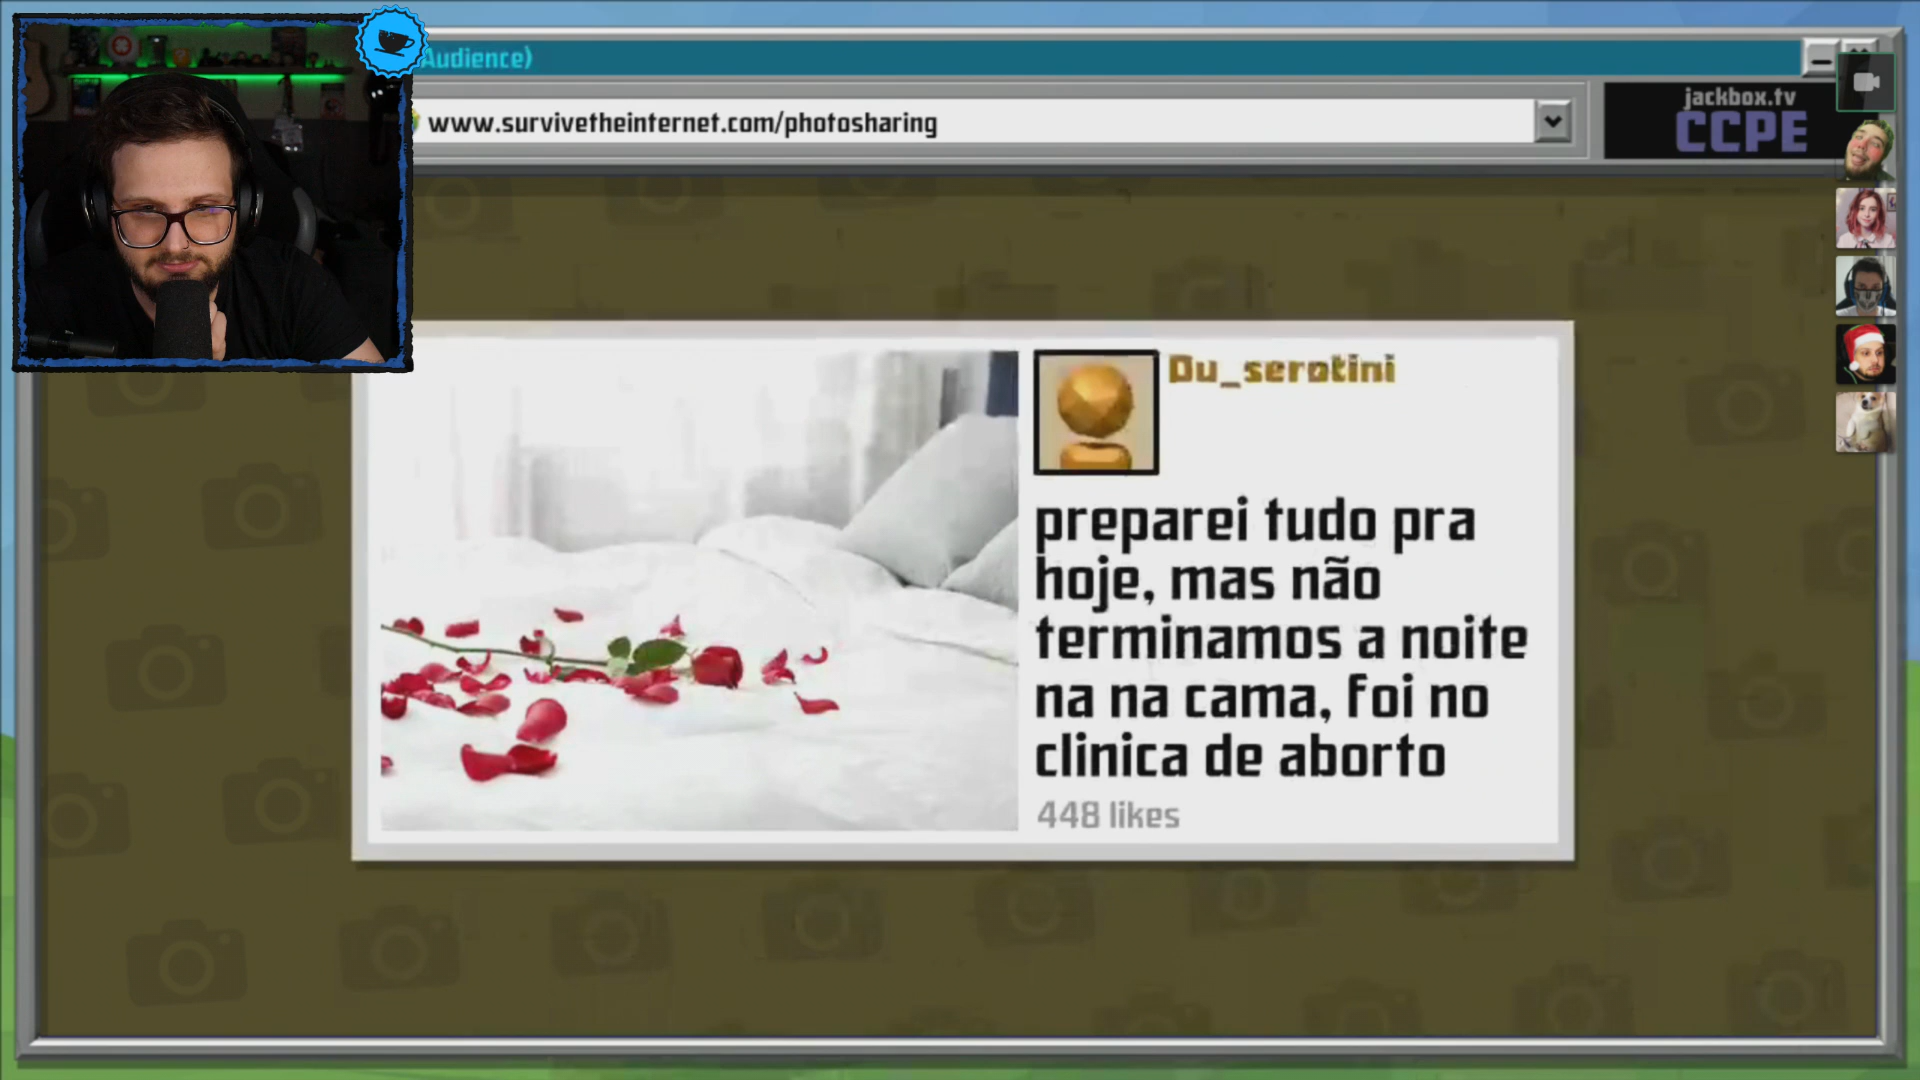 Audience)
www.survivetheinternet.com/photosharing
jackbox.tv
CCPE
Du_serotini
preparei tudo pra
hoje, mas não
terminamos a noite
na na cama, foi no
clinica de aborto
448 likes